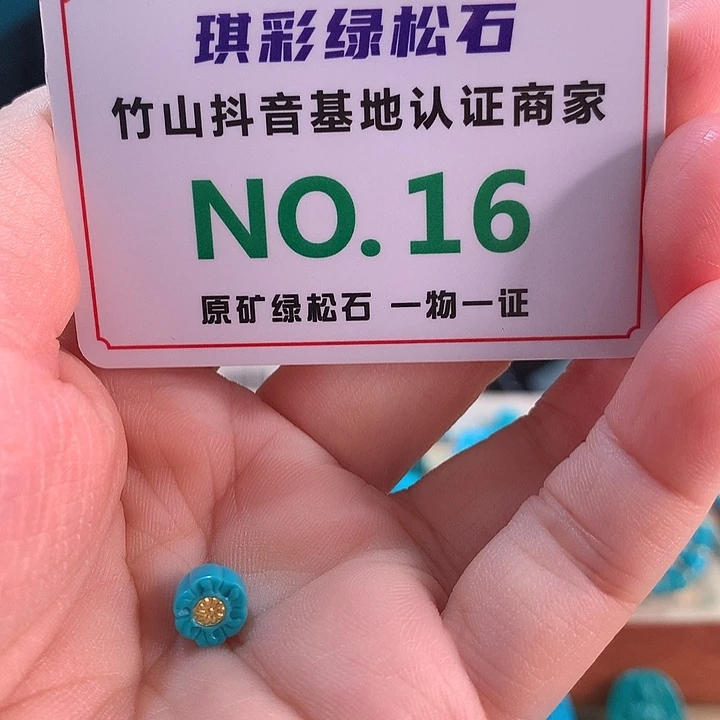 琪彩绿松石
竹山抖音基地认证商家
NO.16
原矿绿松石 一物一证